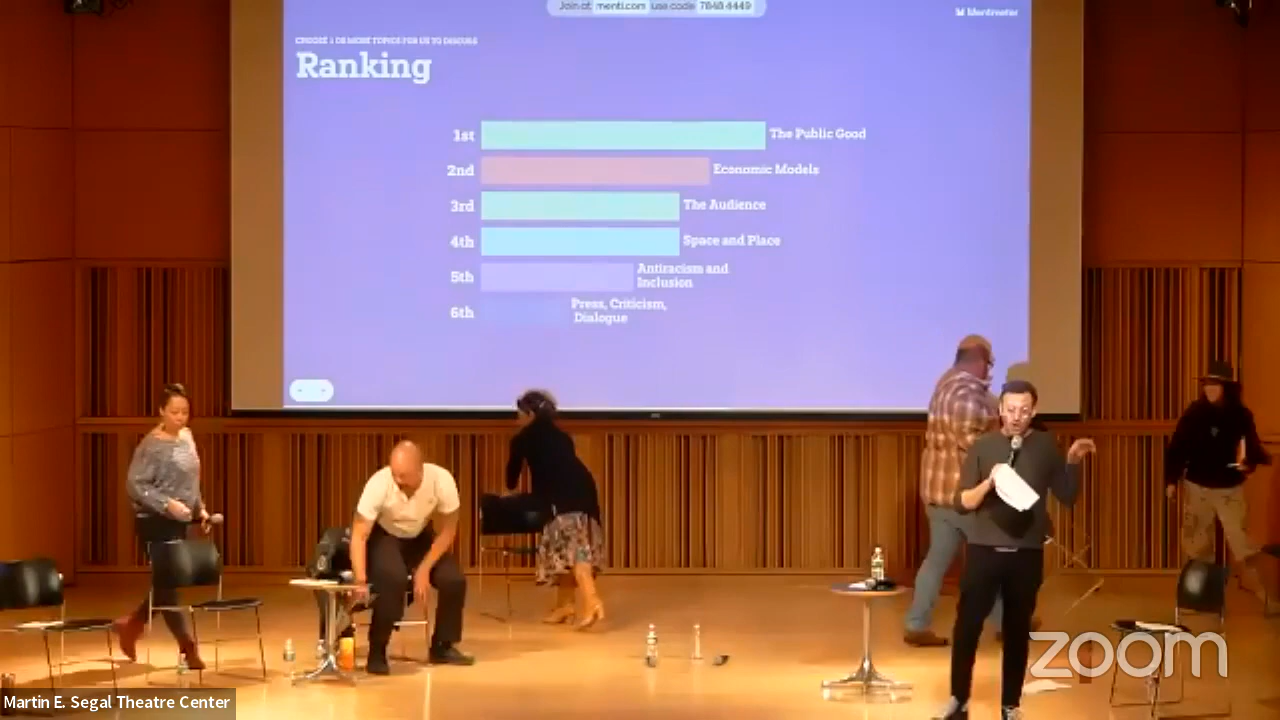 Join at menti.com use code 7848 4449
Mentimeter
CHOOSE 3 OR MORE TOPICS FOR US TO DISCUSS
Ranking
1st The Public Good
2nd Economic Models
3rd The Audience
4th Space and Place
5th Antiracism and
Inclusion
6th Press, Criticism,
Dialogue
zoom
Martin E. Segal Theatre Center